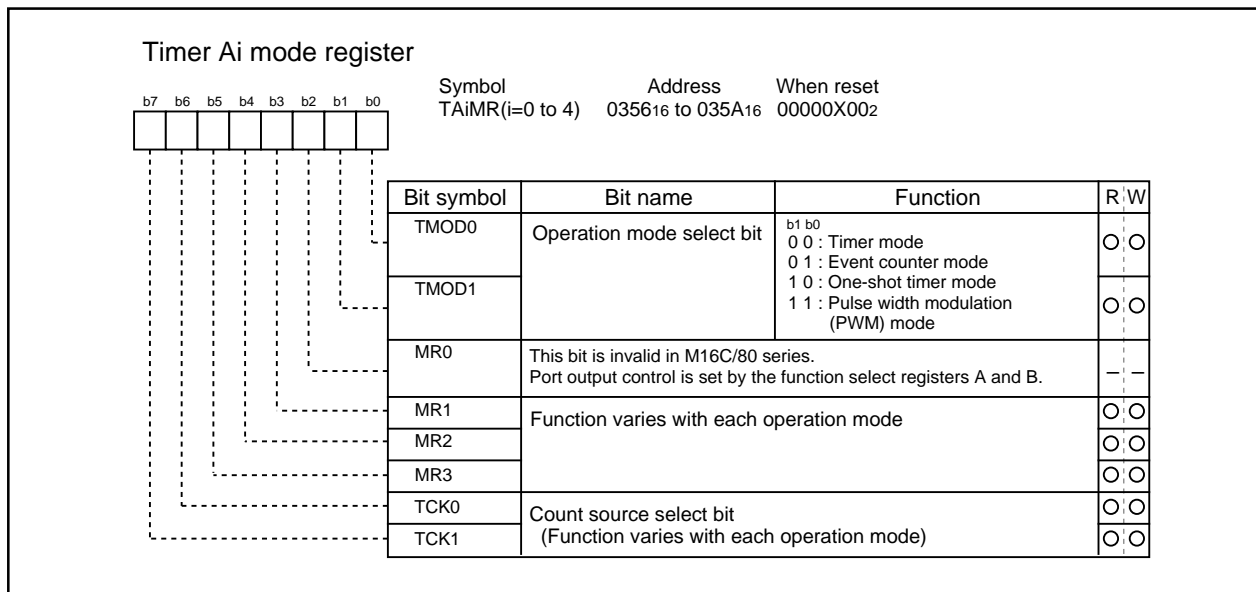 Timer Ai mode register
Symbol Address When reset
TAiMR(i=0 to 4) 035616 to 035A16 00000X002
b7 b6 b5 b4 b3 b2 b1 b0
Bit symbol Bit name Function R W
TMOD0 Operation mode select bit b1 b0
0 0 : Timer mode
0 1 : Event counter mode
TMOD1 1 0 : One-shot timer mode
1 1 : Pulse width modulation
(PWM) mode
MR0 This bit is invalid in M16C/80 series.
Port output control is set by the function select registers A and B. – –
MR1 Function varies with each operation mode
MR2
MR3
TCK0 Count source select bit
TCK1 (Function varies with each operation mode)